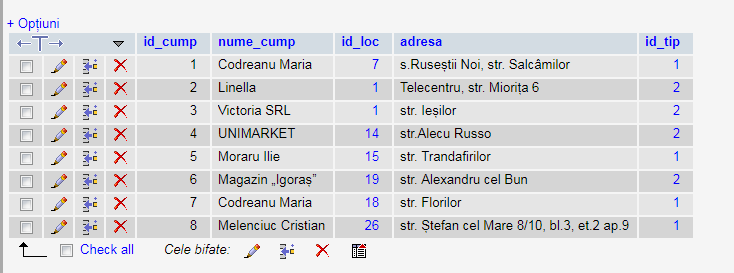 + Opțiuni
id_cump nume_cump id_loc adresa id_tip
1 Codreanu Maria 7 s.Ruseștii Noi, str. Salcâmilor 1
2 Linella 1 Telecentru, str. Miorița 6 2
3 Victoria SRL 1 str. Ieșilor 2
4 UNIMARKET 14 str.Alecu Russo 2
5 Moraru Ilie 15 str. Trandafirilor 1
6 Magazin „Igoraș” 19 str. Alexandru cel Bun 2
7 Codreanu Maria 18 str. Florilor 1
8 Melenciuc Cristian 26 str. Ștefan cel Mare 8/10, bl.3, et.2 ap.9 1
Check all Cele bifate: